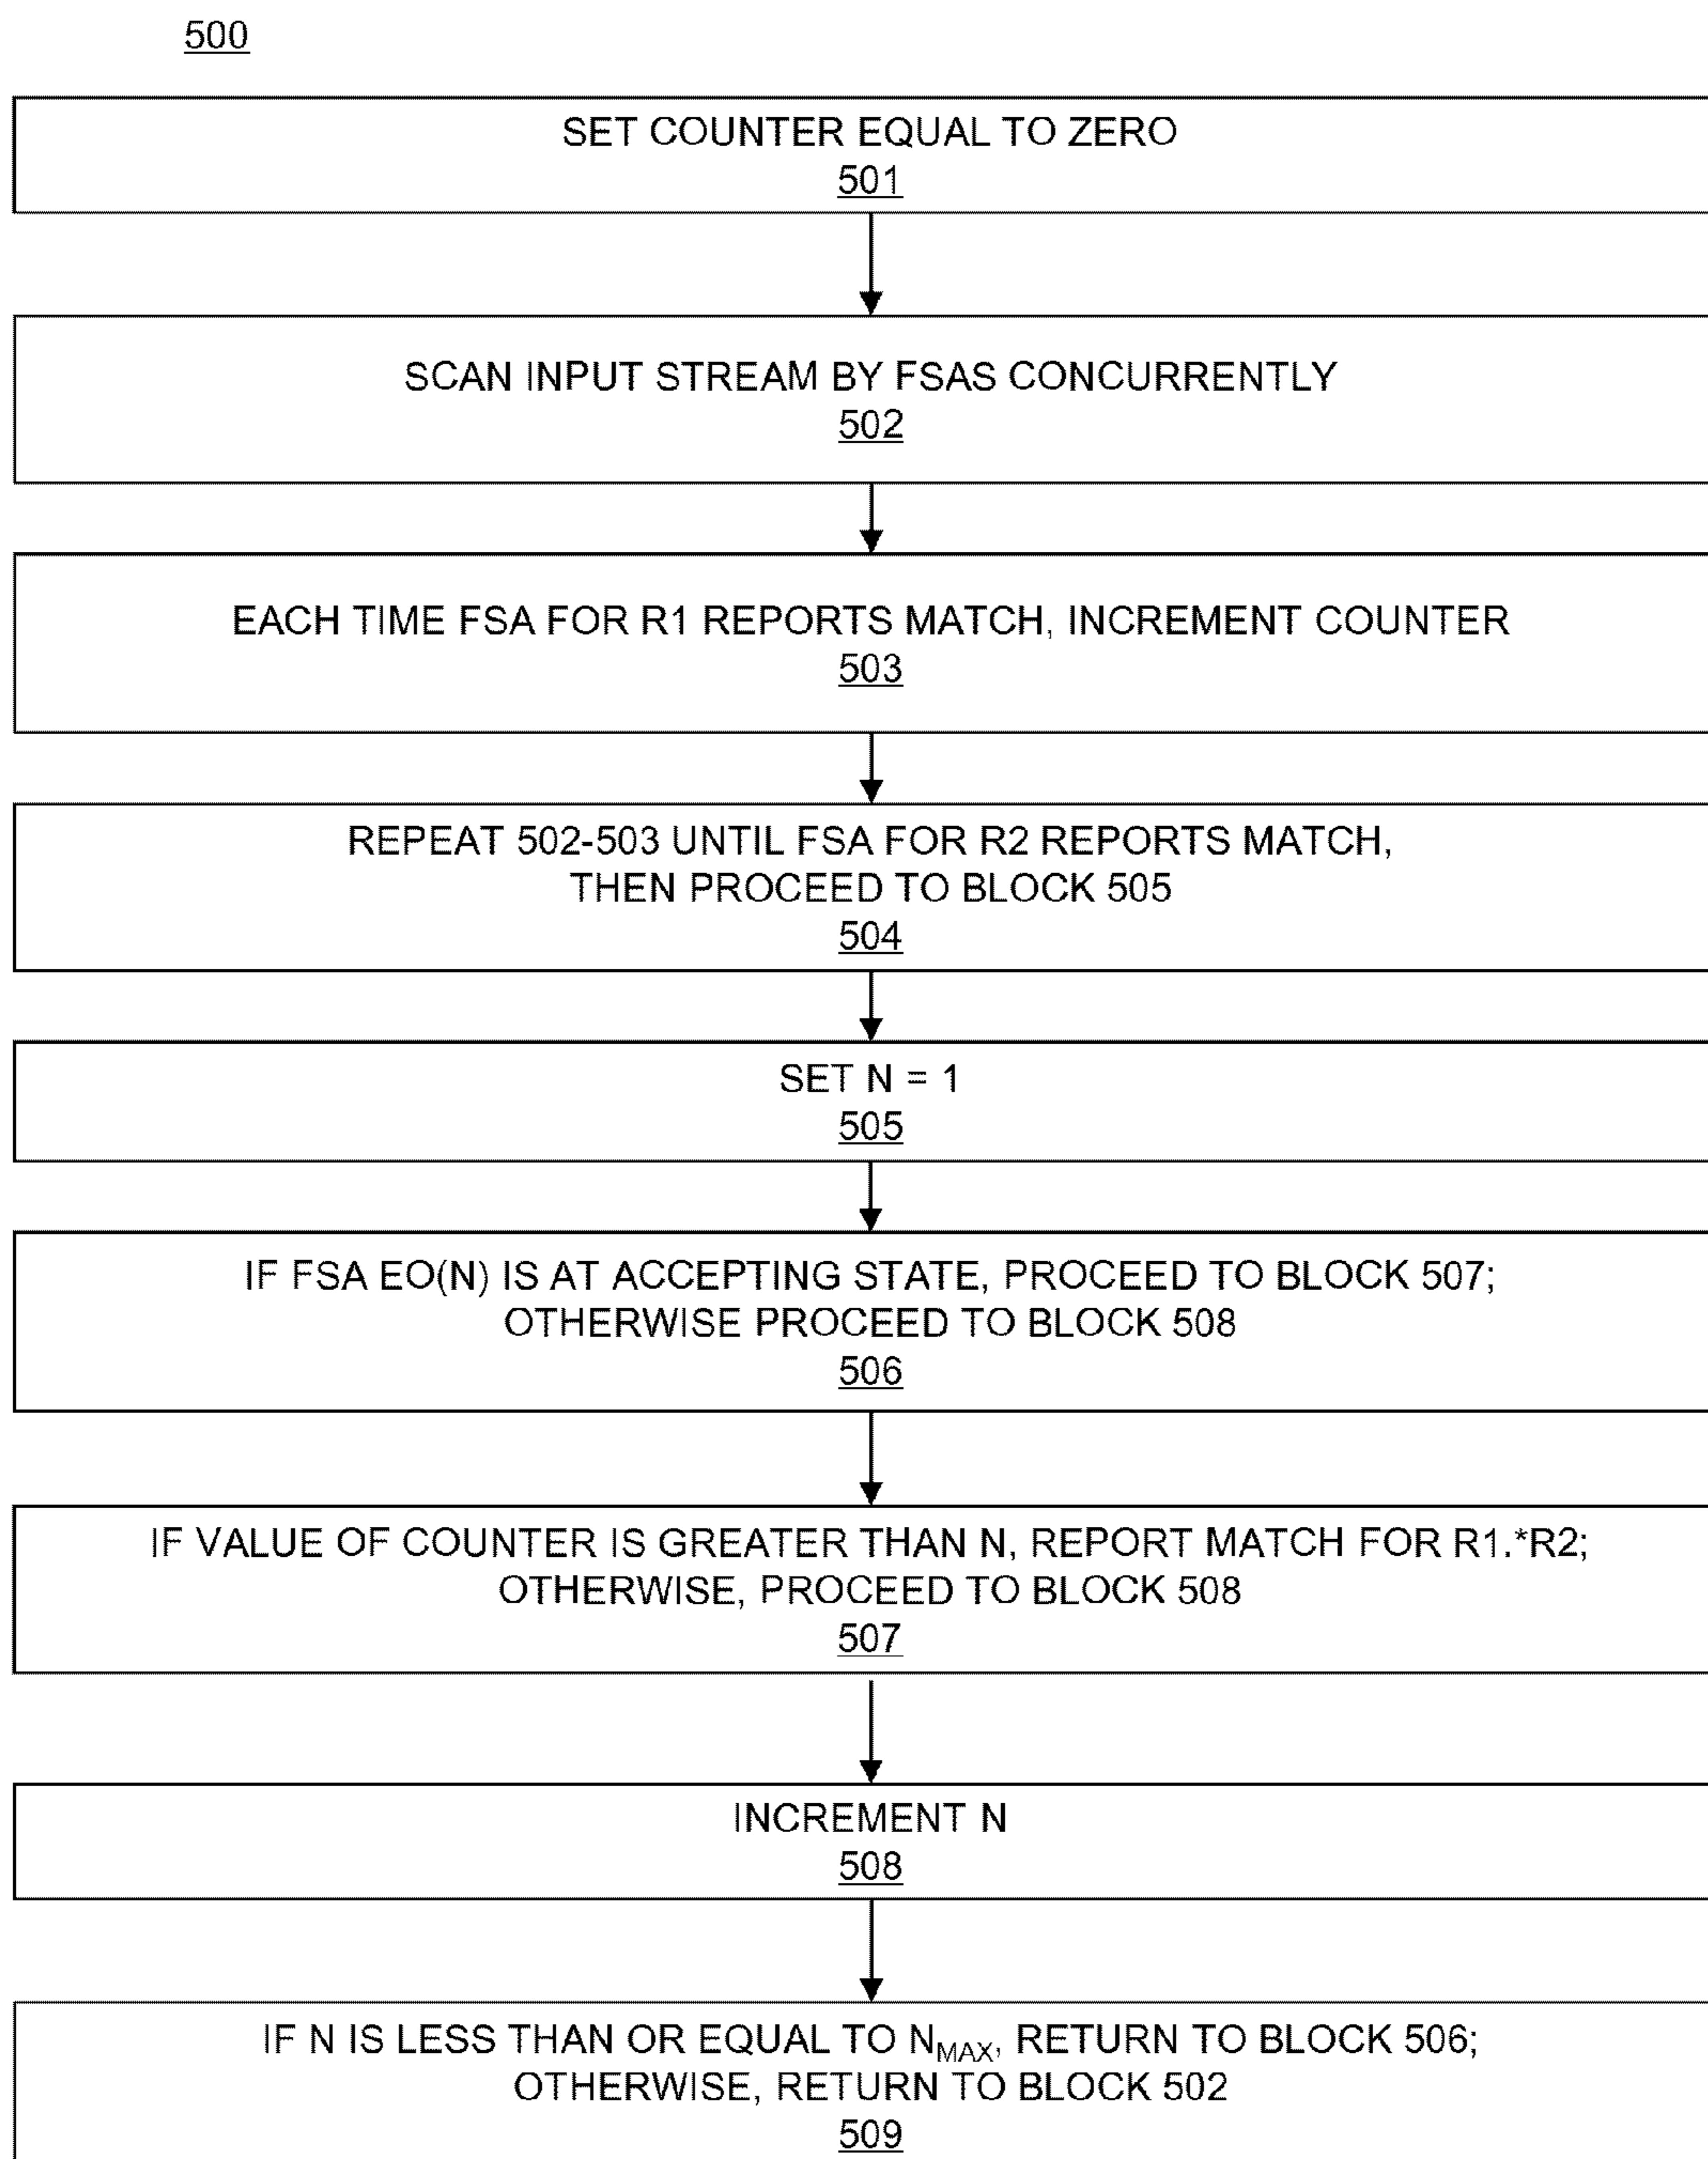 500
SET COUNTER EQUAL TO ZERO
501
SCAN INPUT STREAM BY FSAS CONCURRENTLY
502
EACH TIME FSA FOR R1 REPORTS MATCH, INCREMENT COUNTER
503
REPEAT 502-503 UNTIL FSA FOR R2 REPORTS MATCH,
THEN PROCEED TO BLOCK 505
504
SET N = 1
505
IF FSA EO(N) IS AT ACCEPTING STATE, PROCEED TO BLOCK 507;
OTHERWISE PROCEED TO BLOCK 508
506
IF VALUE OF COUNTER IS GREATER THAN N, REPORT MATCH FOR R1.*R2;
OTHERWISE, PROCEED TO BLOCK 508
507
INCREMENT N
508
IF N IS LESS THAN OR EQUAL TO NMAX, RETURN TO BLOCK 506;
OTHERWISE, RETURN TO BLOCK 502
509